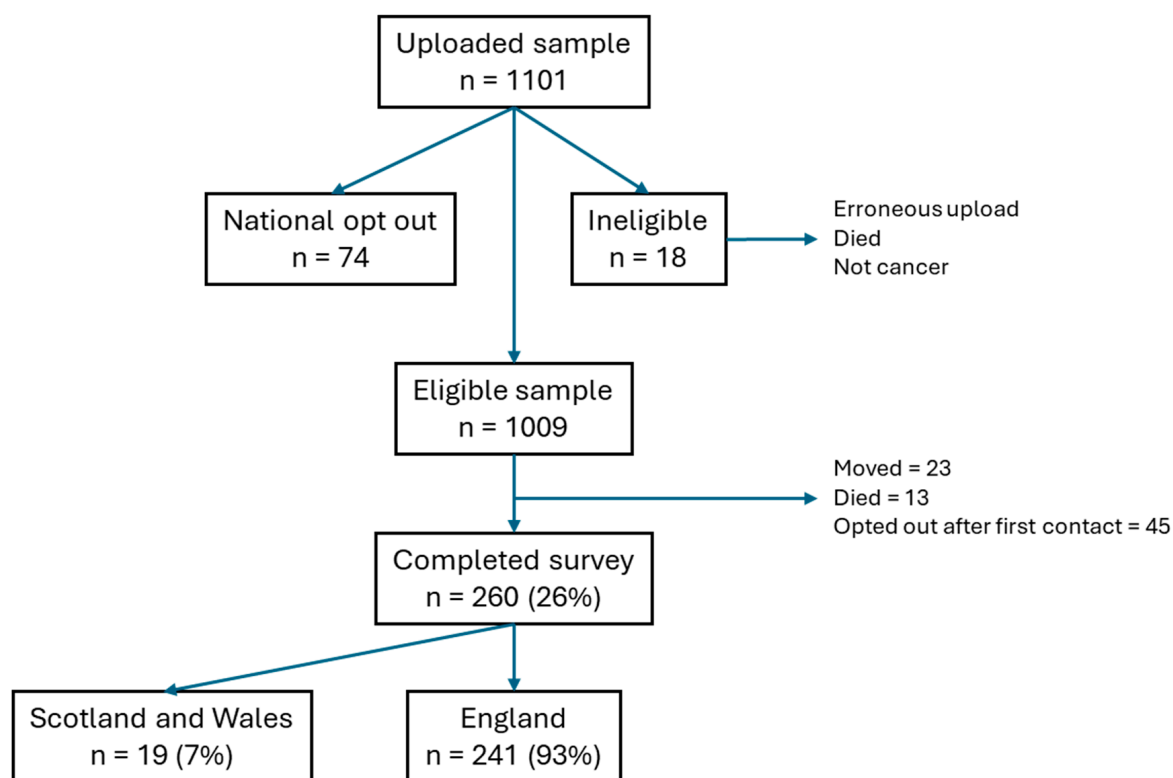 Uploaded sample
n = 1101
National opt out
n = 74
Ineligible
n = 18
Erroneous upload
Died
Not cancer
Eligible sample
n = 1009
Moved = 23
Died = 13
Opted out after first contact = 45
Completed survey
n = 260 (26%)
Scotland and Wales
n = 19 (7%)
England
n = 241 (93%)